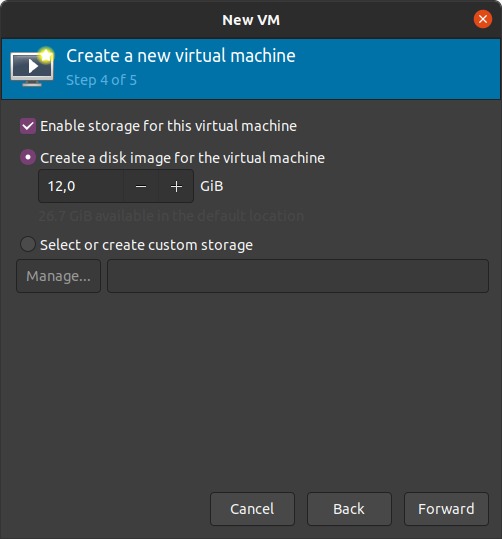 New VM
Create a new virtual machine
Step 4 of 5
Enable storage for this virtual machine
Create a disk image for the virtual machine
12,0 − + GiB
26.7 GiB available in the default location
Select or create custom storage
Manage...
Cancel Back Forward